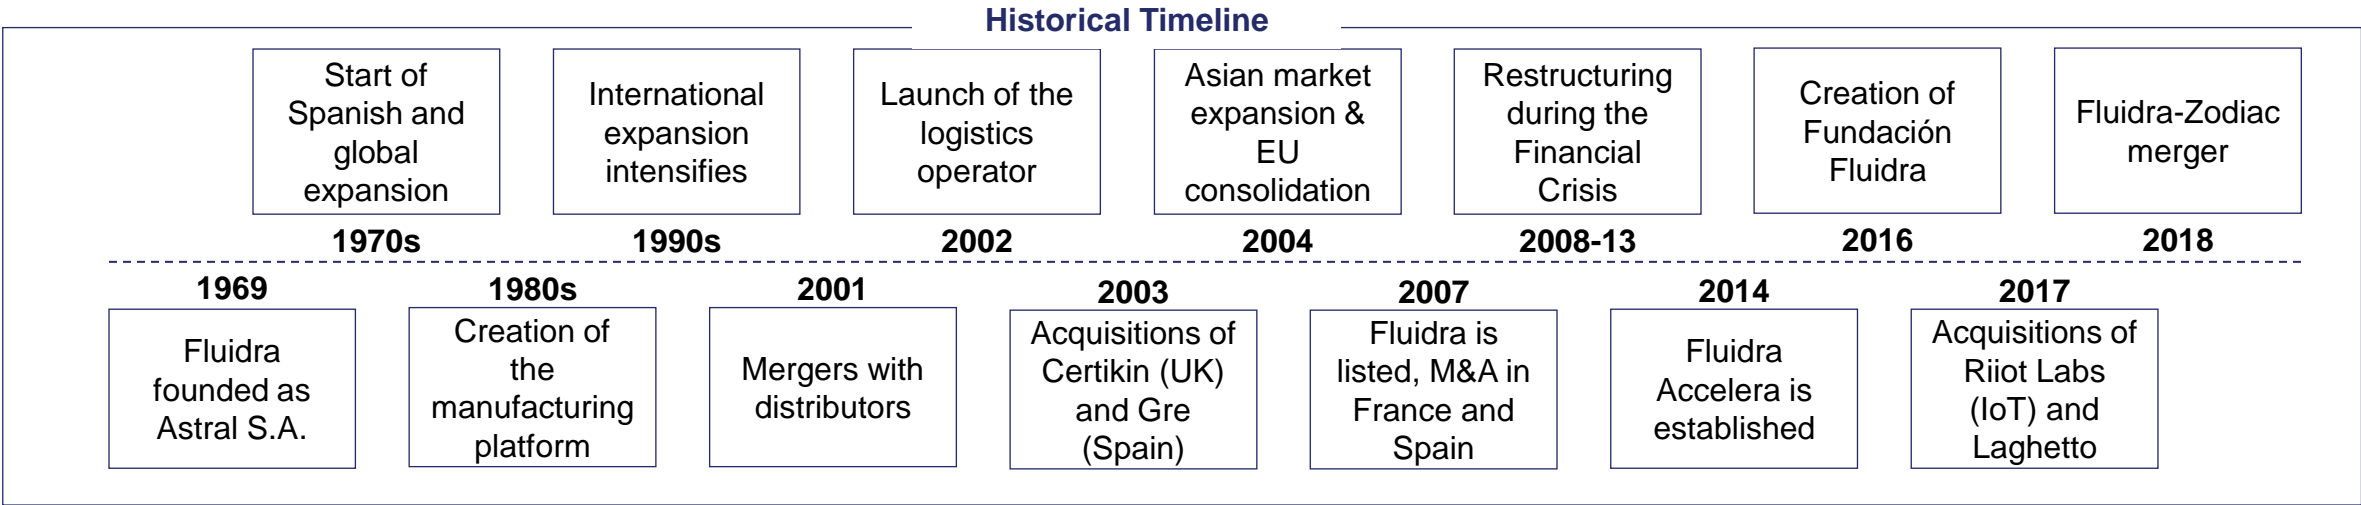 Historical Timeline
Start of
Spanish and
global
expansion
International
expansion
intensifies
Launch of the
logistics
operator
Asian market
expansion &
EU
consolidation
Restructuring
during the
Financial
Crisis
Creation of
Fundación
Fluidra
Fluidra-Zodiac
merger
1970s
1990s
2002
2004
2008-13
2016
2018
1969
1980s
2001
2003
2007
2014
2017
Fluidra
founded as
Astral S.A.
Creation of
the
manufacturing
platform
Mergers with
distributors
Acquisitions of
Certikin (UK)
and Gre
(Spain)
Fluidra is
listed, M&A in
France and
Spain
Fluidra
Accelera is
established
Acquisitions of
Riiot Labs
(IoT) and
Laghetto